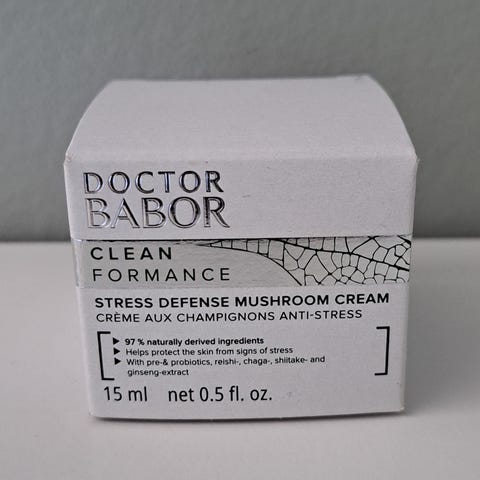 DOCTOR
BABOR
CLEAN
FORMANCE
STRESS DEFENSE MUSHROOM CREAM
CRÈME AUX CHAMPIGNONS ANTI-STRESS
▶ 97 % naturally derived ingredients
▶ Helps protect the skin from signs of stress
▶ With pre-& probiotics, reishi-, chaga-, shiitake- and
ginseng-extract
15 ml net 0.5 fl. oz.